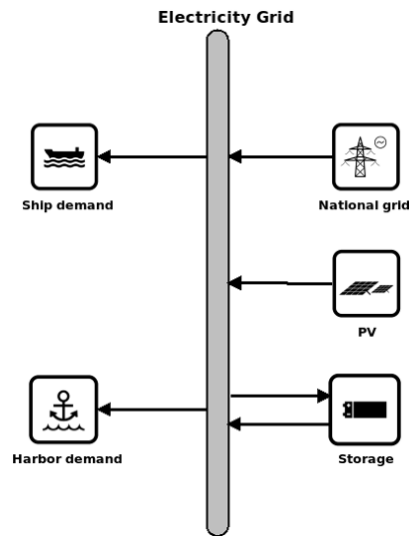 Electricity Grid
Ship demand
National grid
PV
Harbor demand
Storage